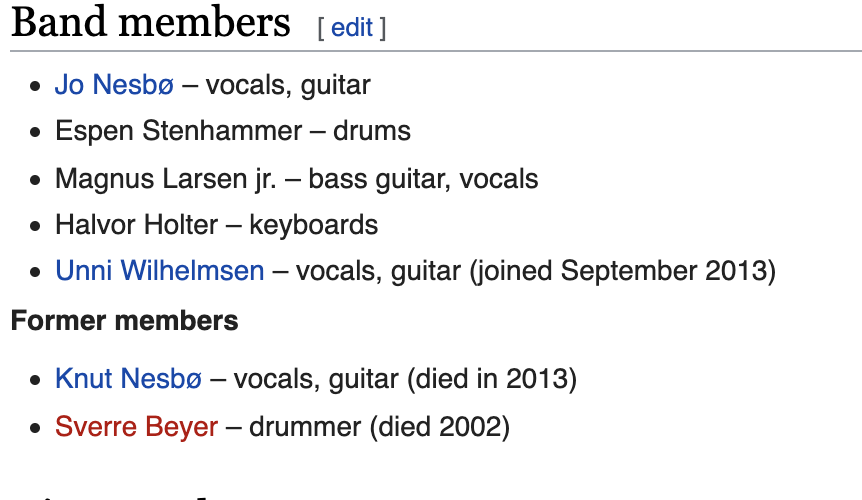 Band members [ edit ]
• Jo Nesbø – vocals, guitar
• Espen Stenhammer – drums
• Magnus Larsen jr. – bass guitar, vocals
• Halvor Holter – keyboards
• Unni Wilhelmsen – vocals, guitar (joined September 2013)
Former members
• Knut Nesbø – vocals, guitar (died in 2013)
• Sverre Beyer – drummer (died 2002)